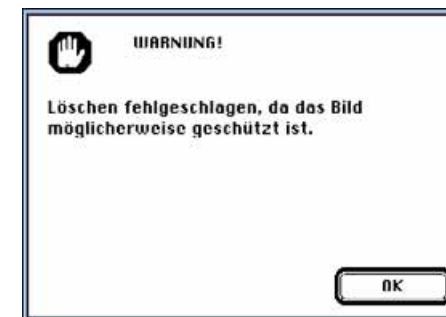 WARNUNG!
Löschen fehlgeschlagen, da das Bild
möglicherweise geschützt ist.
OK